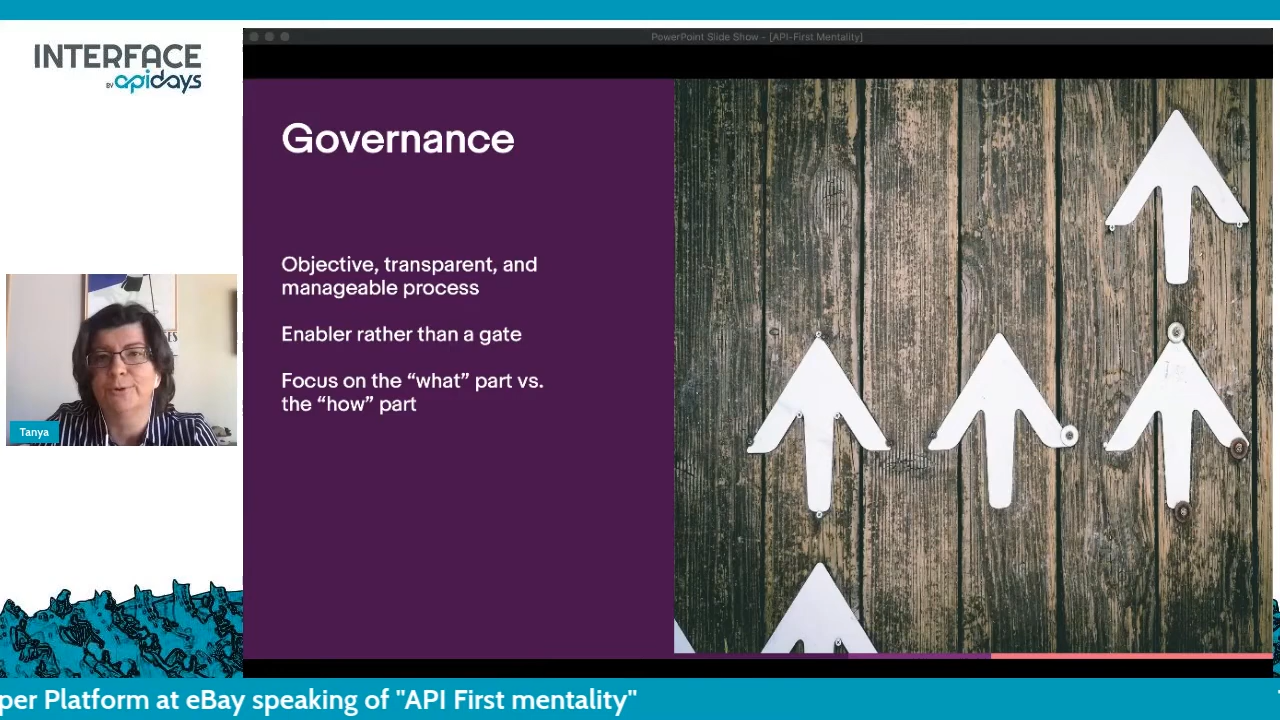 INTERFACE
BY apidays
PowerPoint Slide Show - [API-First Mentality]
Governance
Objective, transparent, and
manageable process
Enabler rather than a gate
Focus on the “what” part vs.
the “how” part
Tanya
per Platform at eBay speaking of "API First mentality"